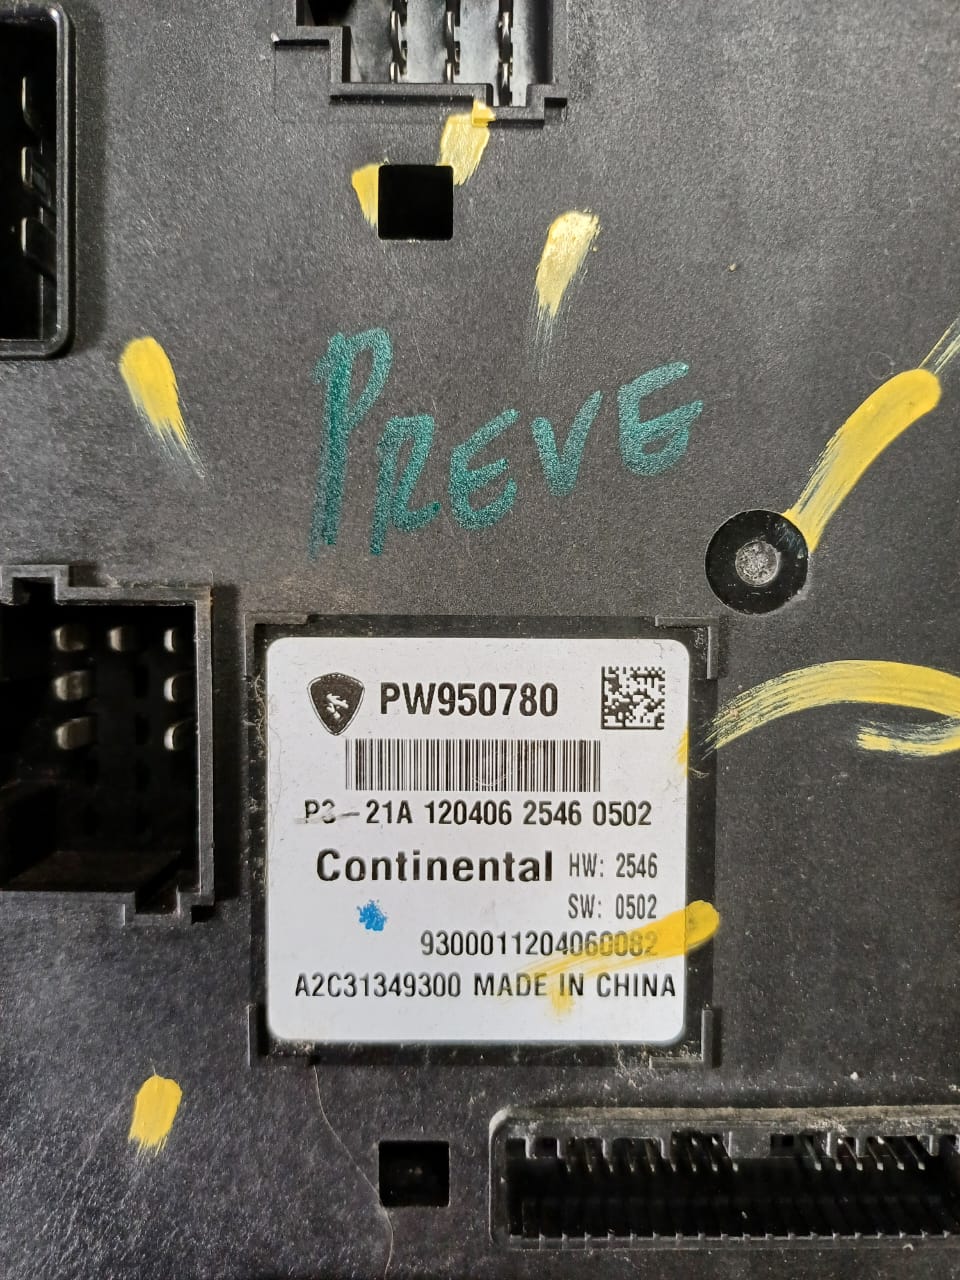 PREVE
PW950780
P3-21A 120406 2546 0502
Continental HW: 2546
SW: 0502
9300011204060082
A2C31349300 MADE IN CHINA